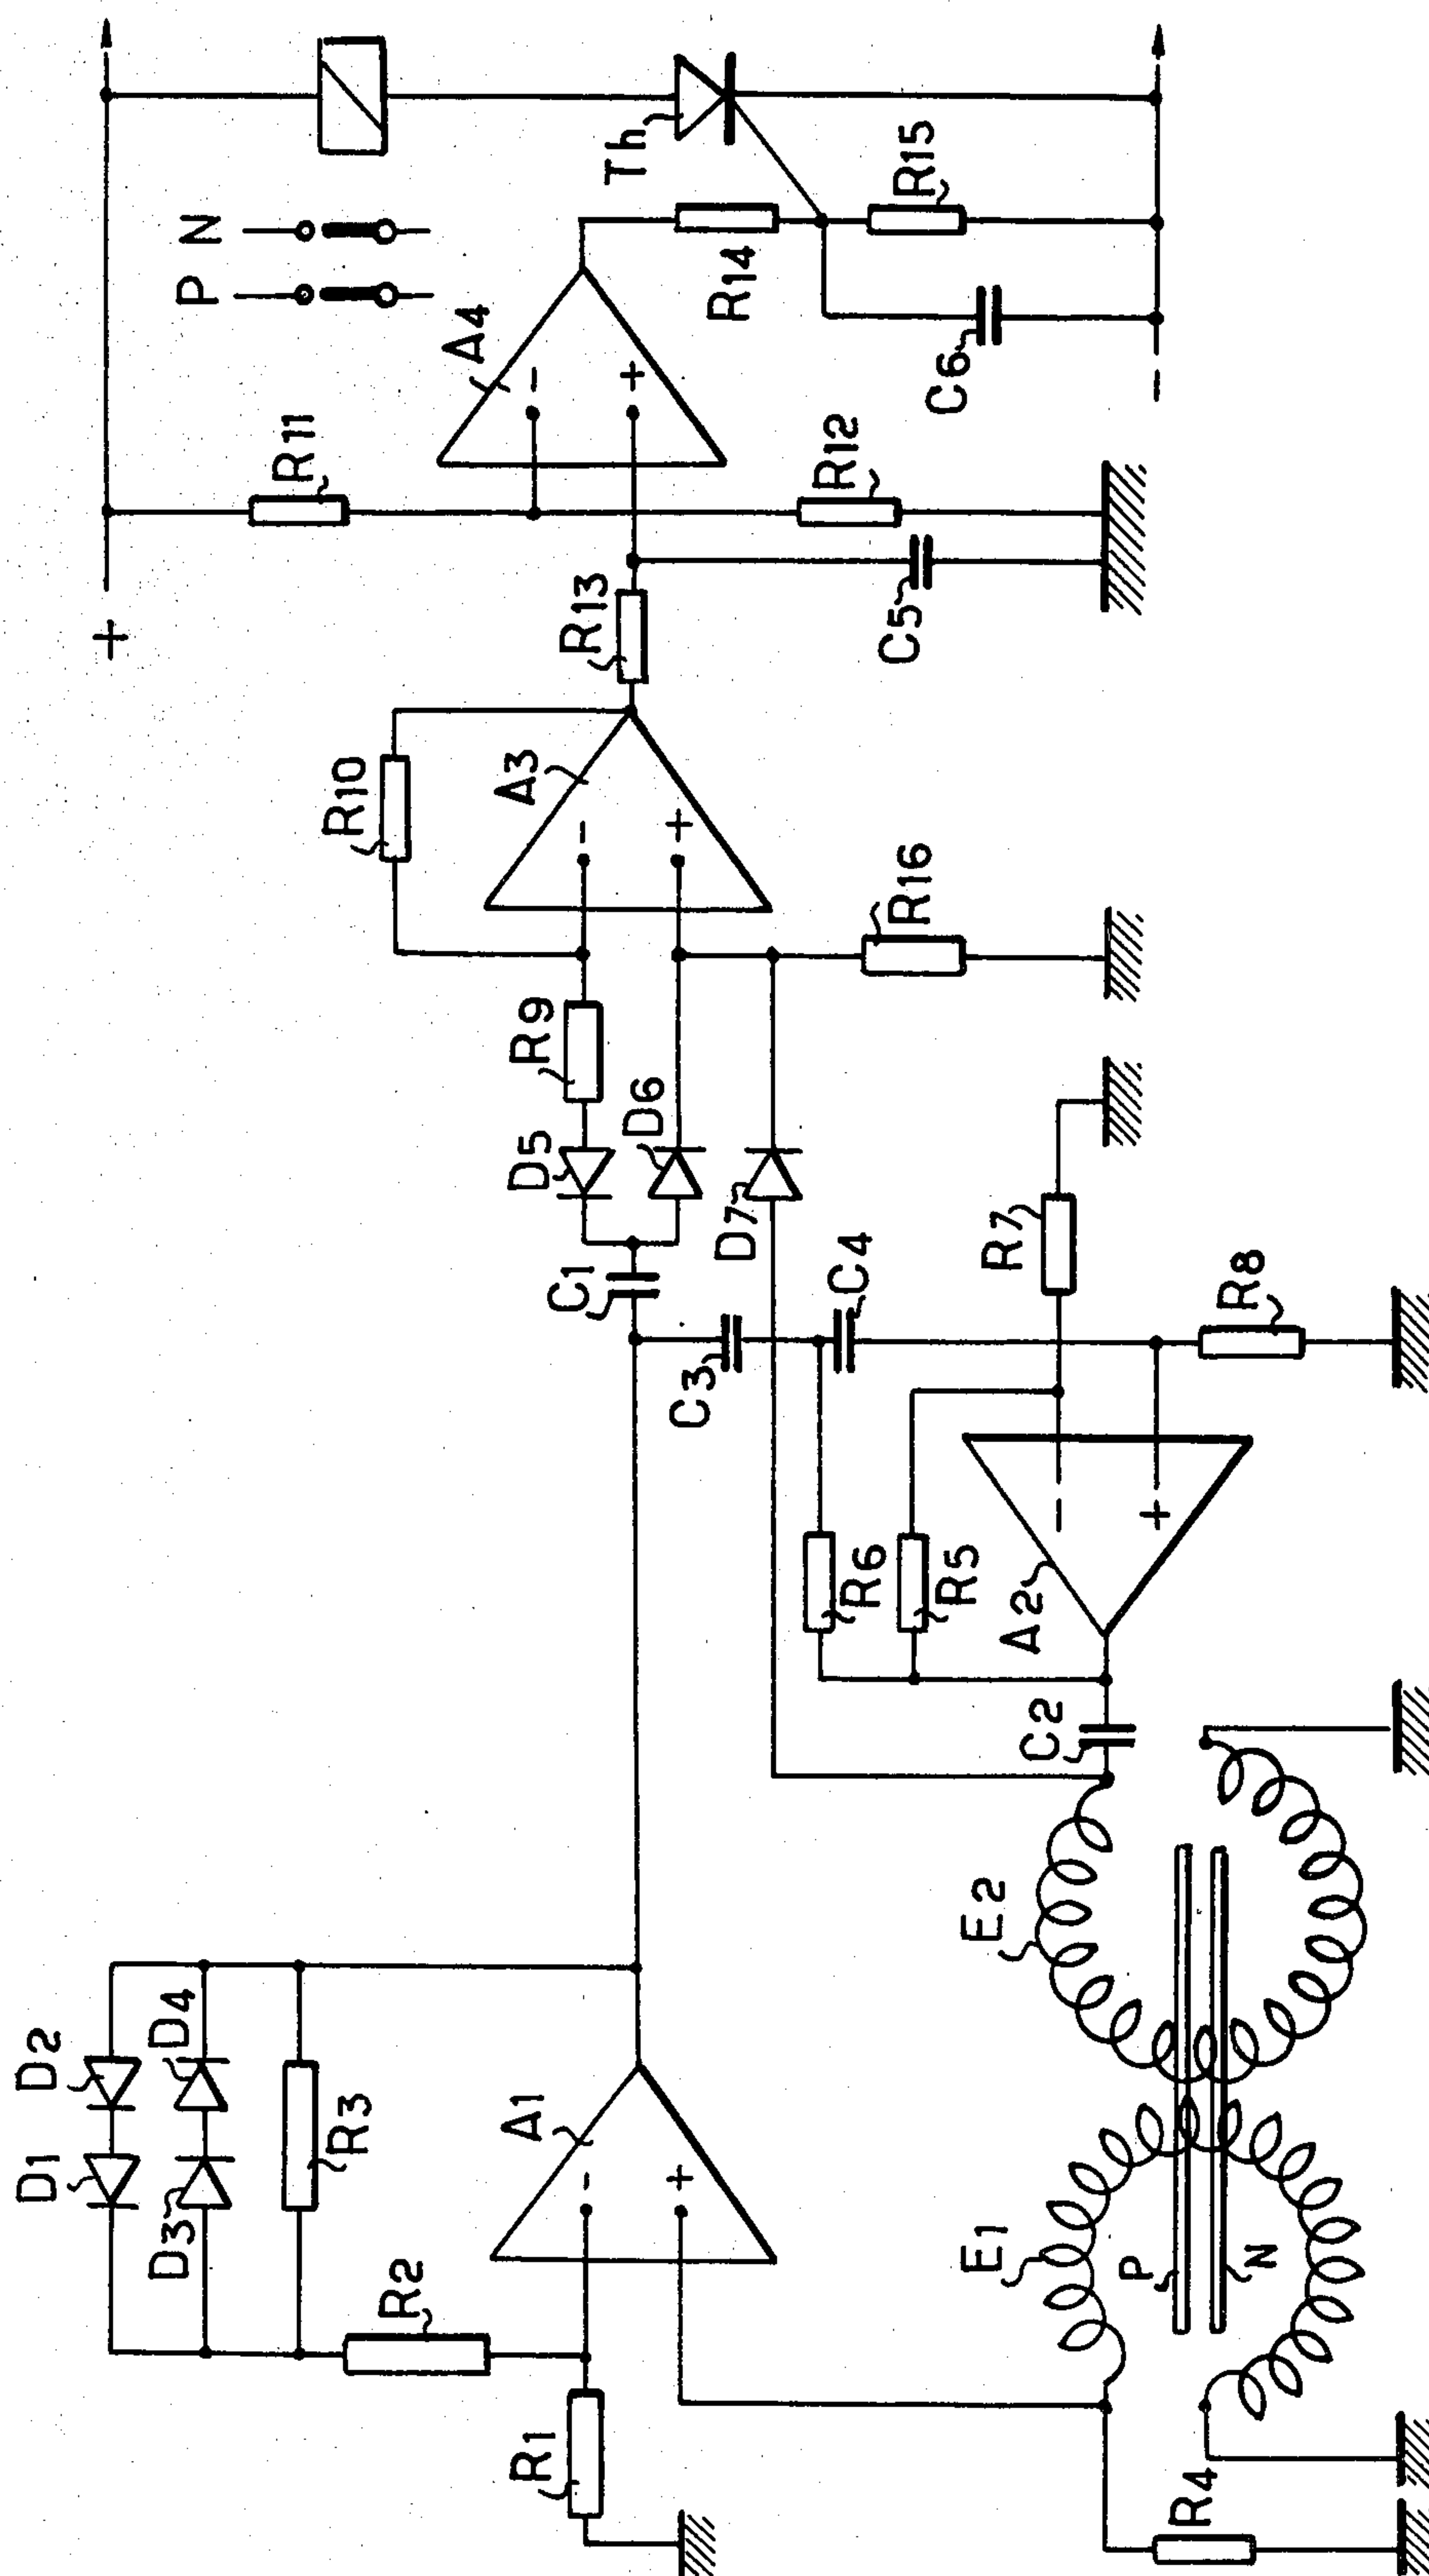 +
P
N
R11
A4
Th
R14
R15
C6
-
+
-
R12
R13
C5
R10
A3
-
+
R16
R9
D5
D6
D7
C1
C3
C4
R7
R8
R6
R5
A2
-
+
C2
D2
D4
D1
D3
R3
R2
A1
-
+
R1
E2
E1
P
N
R4